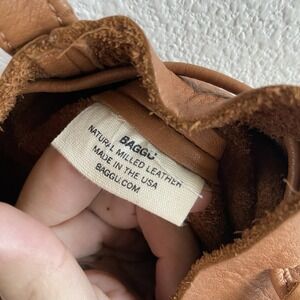 BAGGU
NATURAL MILLED LEATHER
MADE IN THE USA
BAGGU.COM